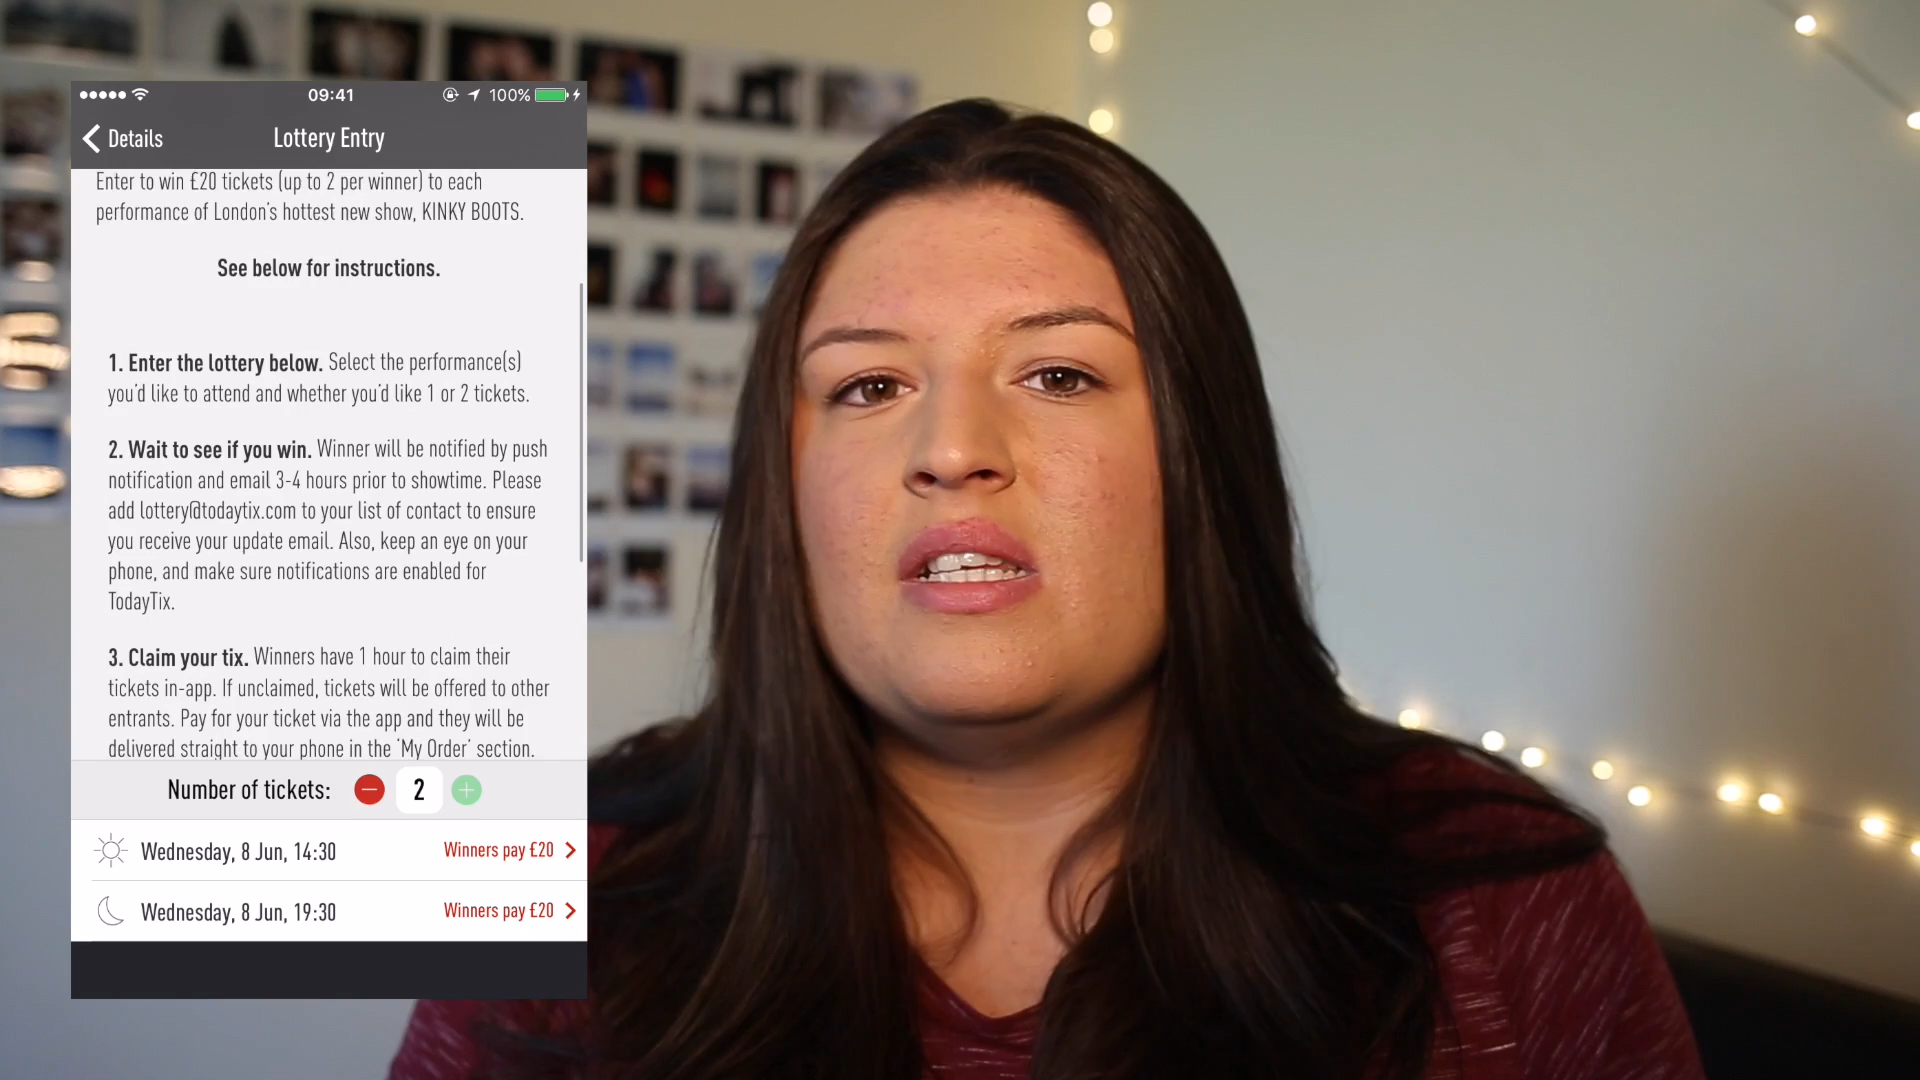 09:41
100%
Details
Lottery Entry
Enter to win £20 tickets (up to 2 per winner) to each
performance of London's hottest new show, KINKY BOOTS.
See below for instructions.
1. Enter the lottery below. Select the performance(s)
you'd like to attend and whether you'd like 1 or 2 tickets.
2. Wait to see if you win. Winner will be notified by push
notification and email 3-4 hours prior to showtime. Please
add lottery@todaytix.com to your list of contact to ensure
you receive your update email. Also, keep an eye on your
phone, and make sure notifications are enabled for
TodayTix.
3. Claim your tix. Winners have 1 hour to claim their
tickets in-app. If unclaimed, tickets will be offered to other
entrants. Pay for your ticket via the app and they will be
delivered straight to your phone in the 'My Order' section.
Number of tickets: 2
Wednesday, 8 Jun, 14:30 Winners pay £20
Wednesday, 8 Jun, 19:30 Winners pay £20